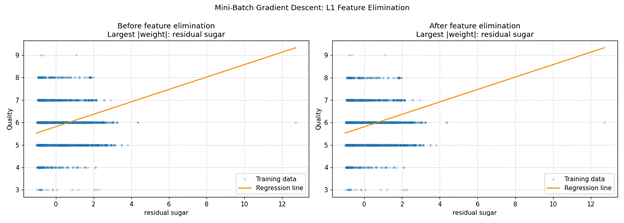 Mini-Batch Gradient Descent: L1 Feature Elimination
Before feature elimination
Largest |weight|: residual sugar
Quality
9
8
7
6
5
4
3
0
2
4
6
8
10
12
residual sugar
Training data
Regression line
After feature elimination
Largest |weight|: residual sugar
Quality
9
8
7
6
5
4
3
0
2
4
6
8
10
12
residual sugar
Training data
Regression line